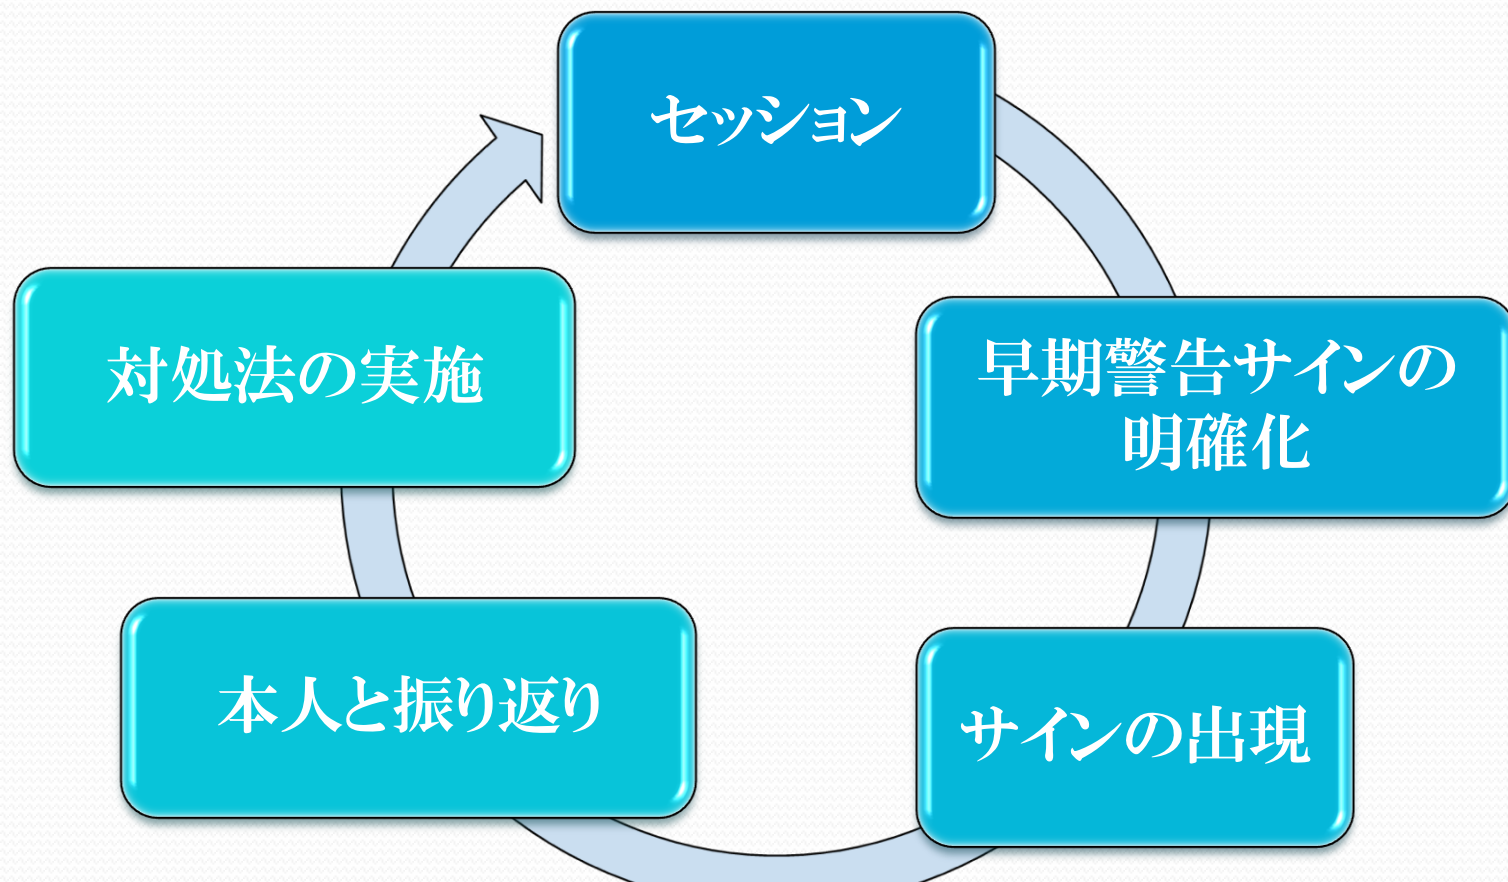 セッション
早期警告サインの
明確化
サインの出現
本人と振り返り
対処法の実施